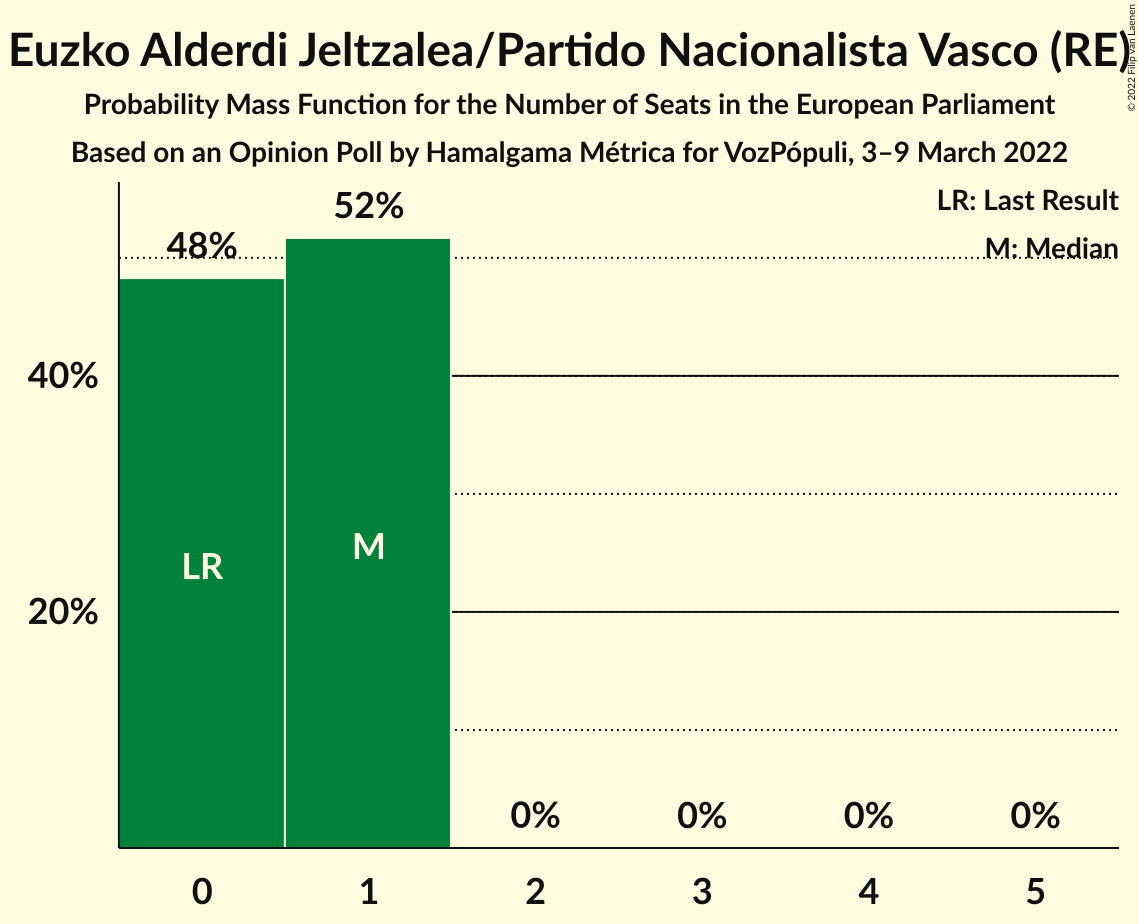 Euzko Alderdi Jeltzalea/Partido Nacionalista Vasco (RE)
© 2022 Filip van Laenen
Probability Mass Function for the Number of Seats in the European Parliament
Based on an Opinion Poll by Hamalgama Métrica for VozPópuli, 3–9 March 2022
LR: Last Result
M: Median
48%
52%
40%
20%
LR
M
0%
0%
0%
0%
0
1
2
3
4
5